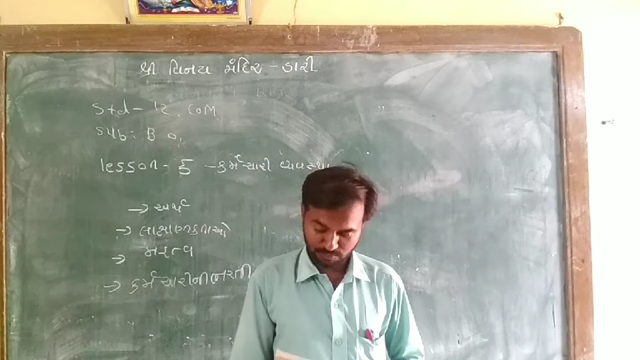 શ્રી વિનય મંદિર - કારી
Std - 12 COM
Sub: B O.
lesson - 5 - કર્મચારી વ્યવસ્થા
→ અર્થ
→ લાક્ષણિકતાઓ
→ મહત્વ
→ કર્મચારીની ભરતી